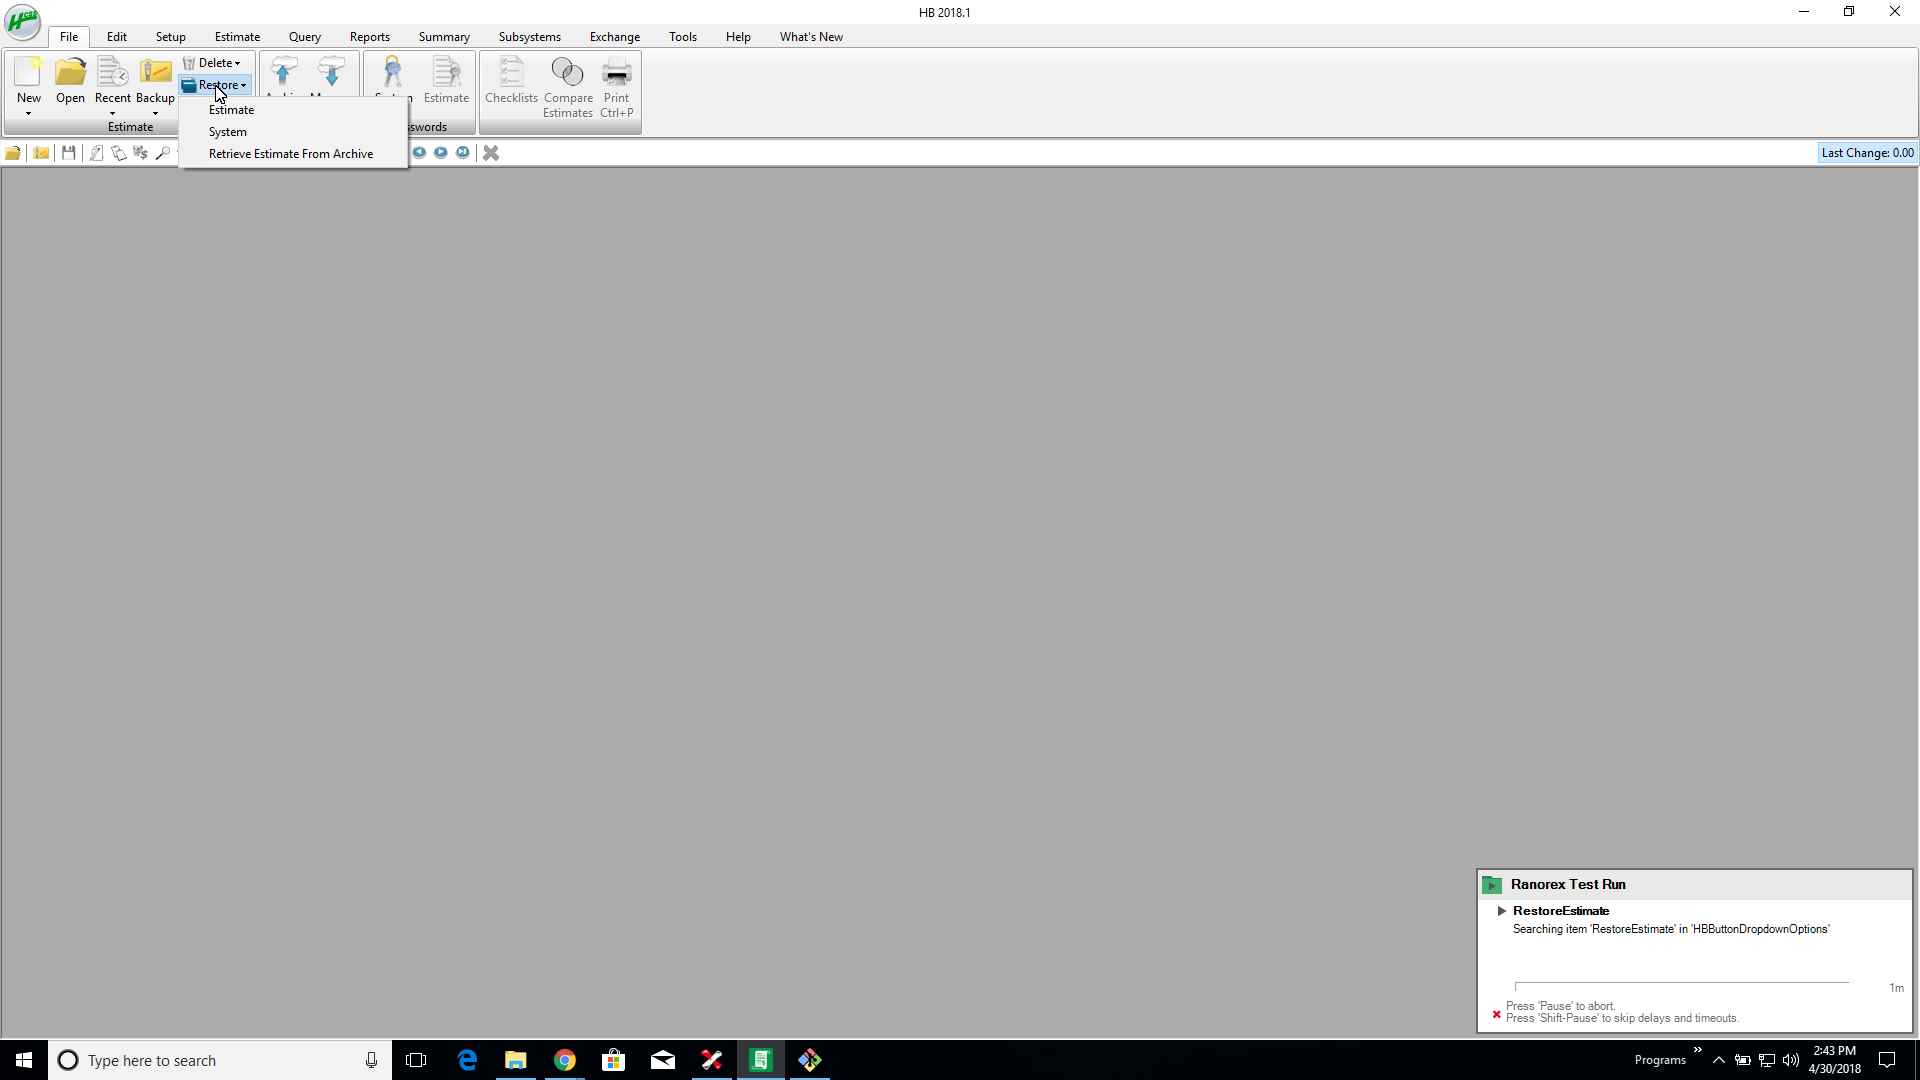 HB 2018.1
File Edit Setup Estimate Query Reports Summary Subsystems Exchange Tools Help What's New
New Open Recent Backup
Delete
Restore
Estimate
Checklists Compare Estimates
Print Ctrl+P
Estimate
Estimate
System
Retrieve Estimate From Archive
Last Change: 0.00
Ranorex Test Run
RestoreEstimate
Searching item 'RestoreEstimate' in 'HBButtonDropdownOptions'
1m
Press 'Pause' to abort.
Press 'Shift-Pause' to skip delays and timeouts.
Type here to search
Programs
2:43 PM
4/30/2018